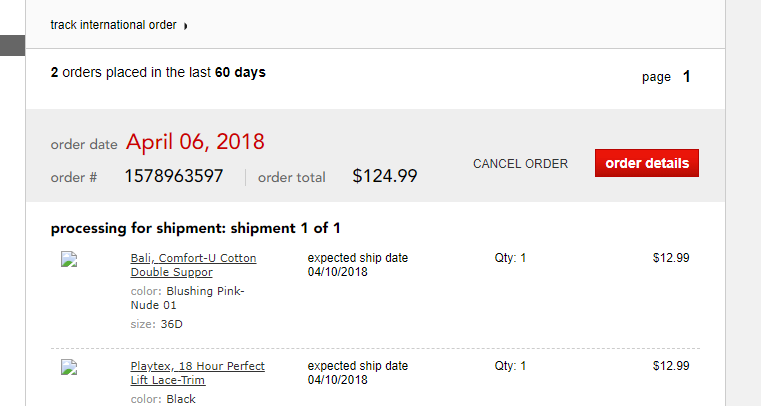 track international order
2 orders placed in the last 60 days
page 1
order date April 06, 2018
order # 1578963597 order total $124.99
CANCEL ORDER
order details
processing for shipment: shipment 1 of 1
Bali, Comfort-U Cotton
Double Suppor
color: Blushing Pink-
Nude 01
size: 36D
expected ship date
04/10/2018
Qty: 1
$12.99
Playtex, 18 Hour Perfect
Lift Lace-Trim
color: Black
expected ship date
04/10/2018
Qty: 1
$12.99